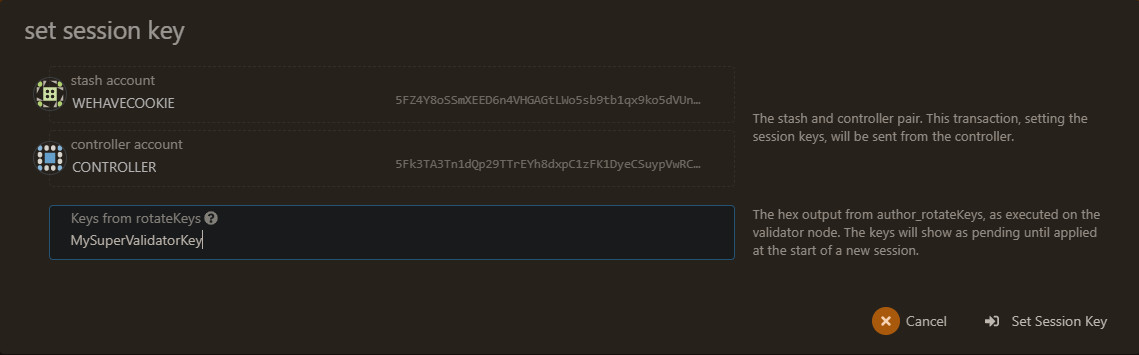 set session key
stash account
WEHAVECOOKIE
5FZ4Y8oSSmXEED6n4VHGAGtLWo5sb9tb1qx9ko5dVUn…
The stash and controller pair. This transaction, setting the
session keys, will be sent from the controller.
controller account
CONTROLLER
5Fk3TA3Tn1dQp29TTrEYh8dxpC1zFK1DyeCSuypVwRC…
Keys from rotateKeys
MySuperValidatorKey
The hex output from author_rotateKeys, as executed on the
validator node. The keys will show as pending until applied
at the start of a new session.
Cancel
Set Session Key